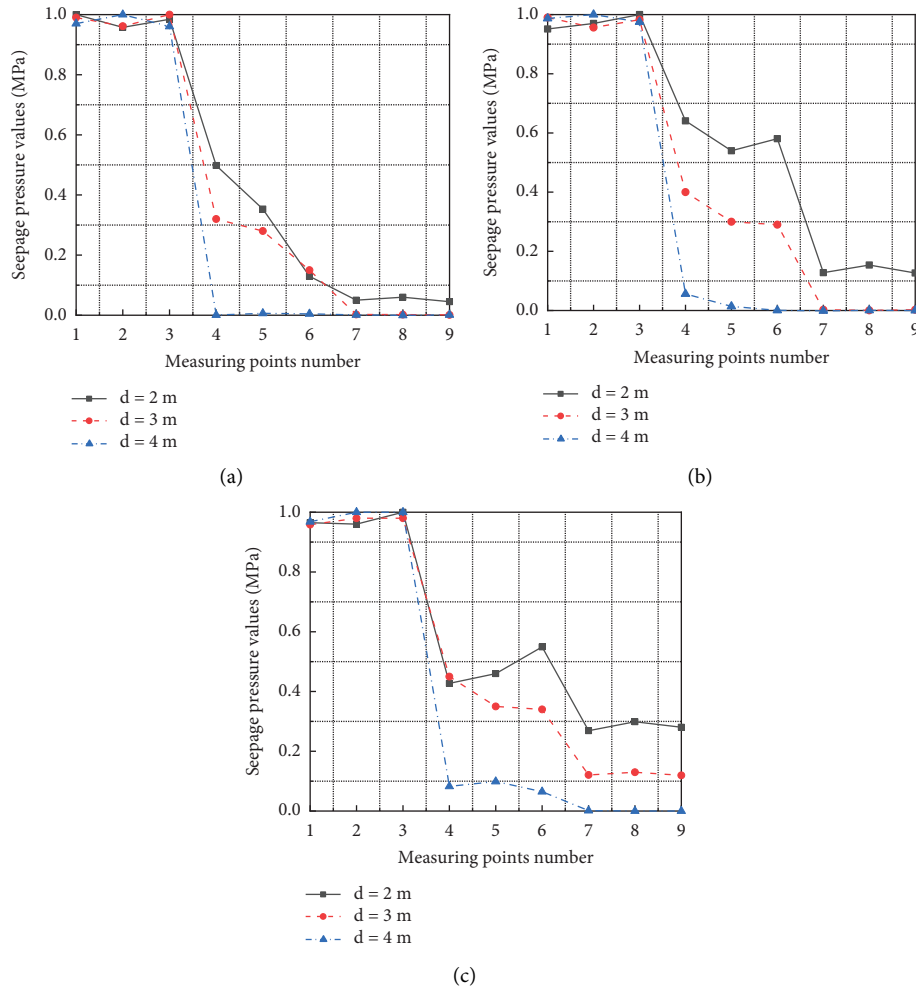 1.0
0.8
0.6
0.4
0.2
0.0
Seepage pressure values (MPa)
1 2 3 4 5 6 7 8 9
Measuring points number
d = 2 m
d = 3 m
d = 4 m
(a)
1.0
0.8
0.6
0.4
0.2
0.0
Seepage pressure values (MPa)
1 2 3 4 5 6 7 8 9
Measuring points number
d = 2 m
d = 3 m
d = 4 m
(b)
1.0
0.8
0.6
0.4
0.2
0.0
Seepage pressure values (MPa)
1 2 3 4 5 6 7 8 9
Measuring points number
d = 2 m
d = 3 m
d = 4 m
(c)